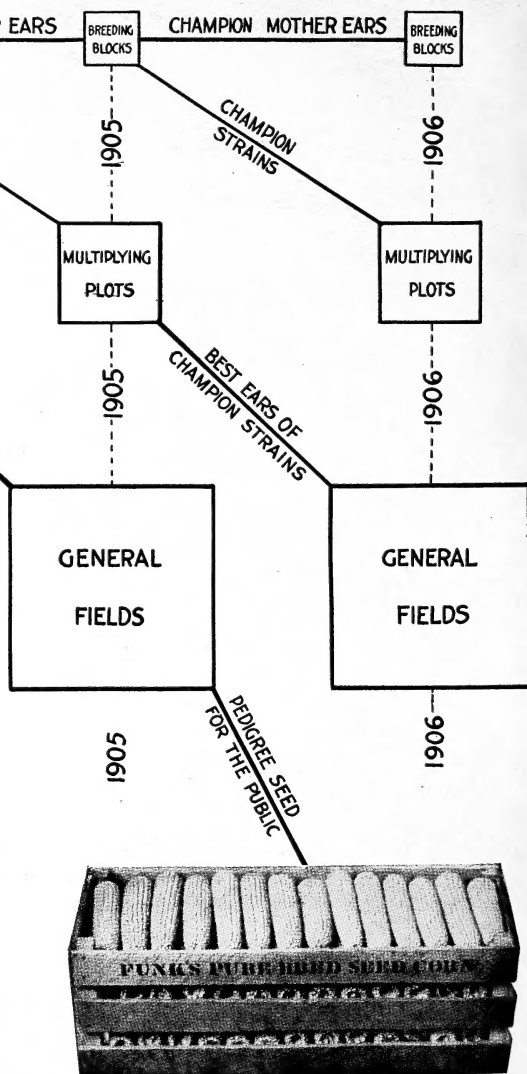 EARS
BREEDING
BLOCKS
CHAMPION MOTHER EARS
BREEDING
BLOCKS
1905
CHAMPION
STRAINS
1906
MULTIPLYING
PLOTS
MULTIPLYING
PLOTS
1905
BEST EARS OF
CHAMPION STRAINS
1906
GENERAL
FIELDS
GENERAL
FIELDS
1905
PEDIGREE SEED
FOR THE PUBLIC
1906
FUNK'S PURE BRED SEED CORN